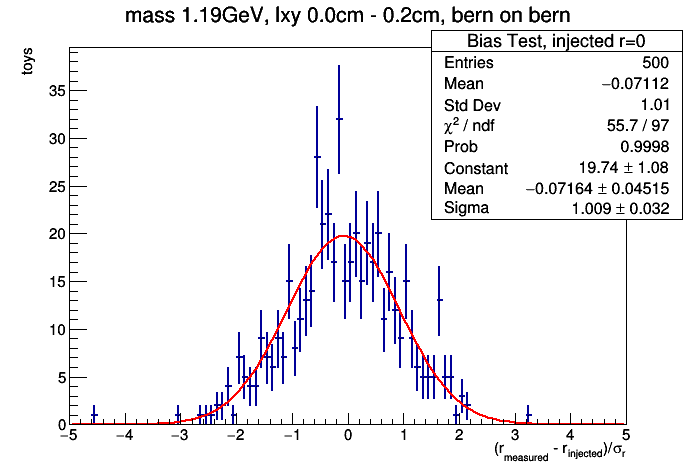 mass 1.19GeV, lxy 0.0cm - 0.2cm, bern on bern
toys
Bias Test, injected r=0
Entries 500
Mean −0.07112
Std Dev 1.01
χ² / ndf 55.7 / 97
Prob 0.9998
Constant 19.74 ± 1.08
Mean −0.07164 ± 0.04515
Sigma 1.009 ± 0.032
35
30
25
20
15
10
5
0
−5 −4 −3 −2 −1 0 1 2 3 4 5
(r_measured - r_injected)/σ_r